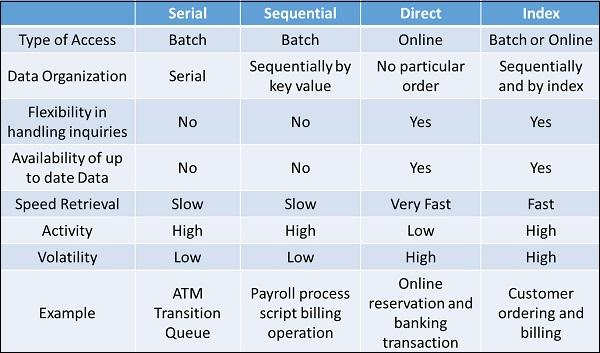 Serial Sequential Direct Index
Type of Access Batch Batch Online Batch or Online
Data Organization Serial Sequentially by key value No particular order Sequentially and by index
Flexibility in handling inquiries No No Yes Yes
Availability of up to date Data No No Yes Yes
Speed Retrieval Slow Slow Very Fast Fast
Activity High High Low High
Volatility Low Low High High
Example ATM Transition Queue Payroll process script billing operation Online reservation and banking transaction Customer ordering and billing